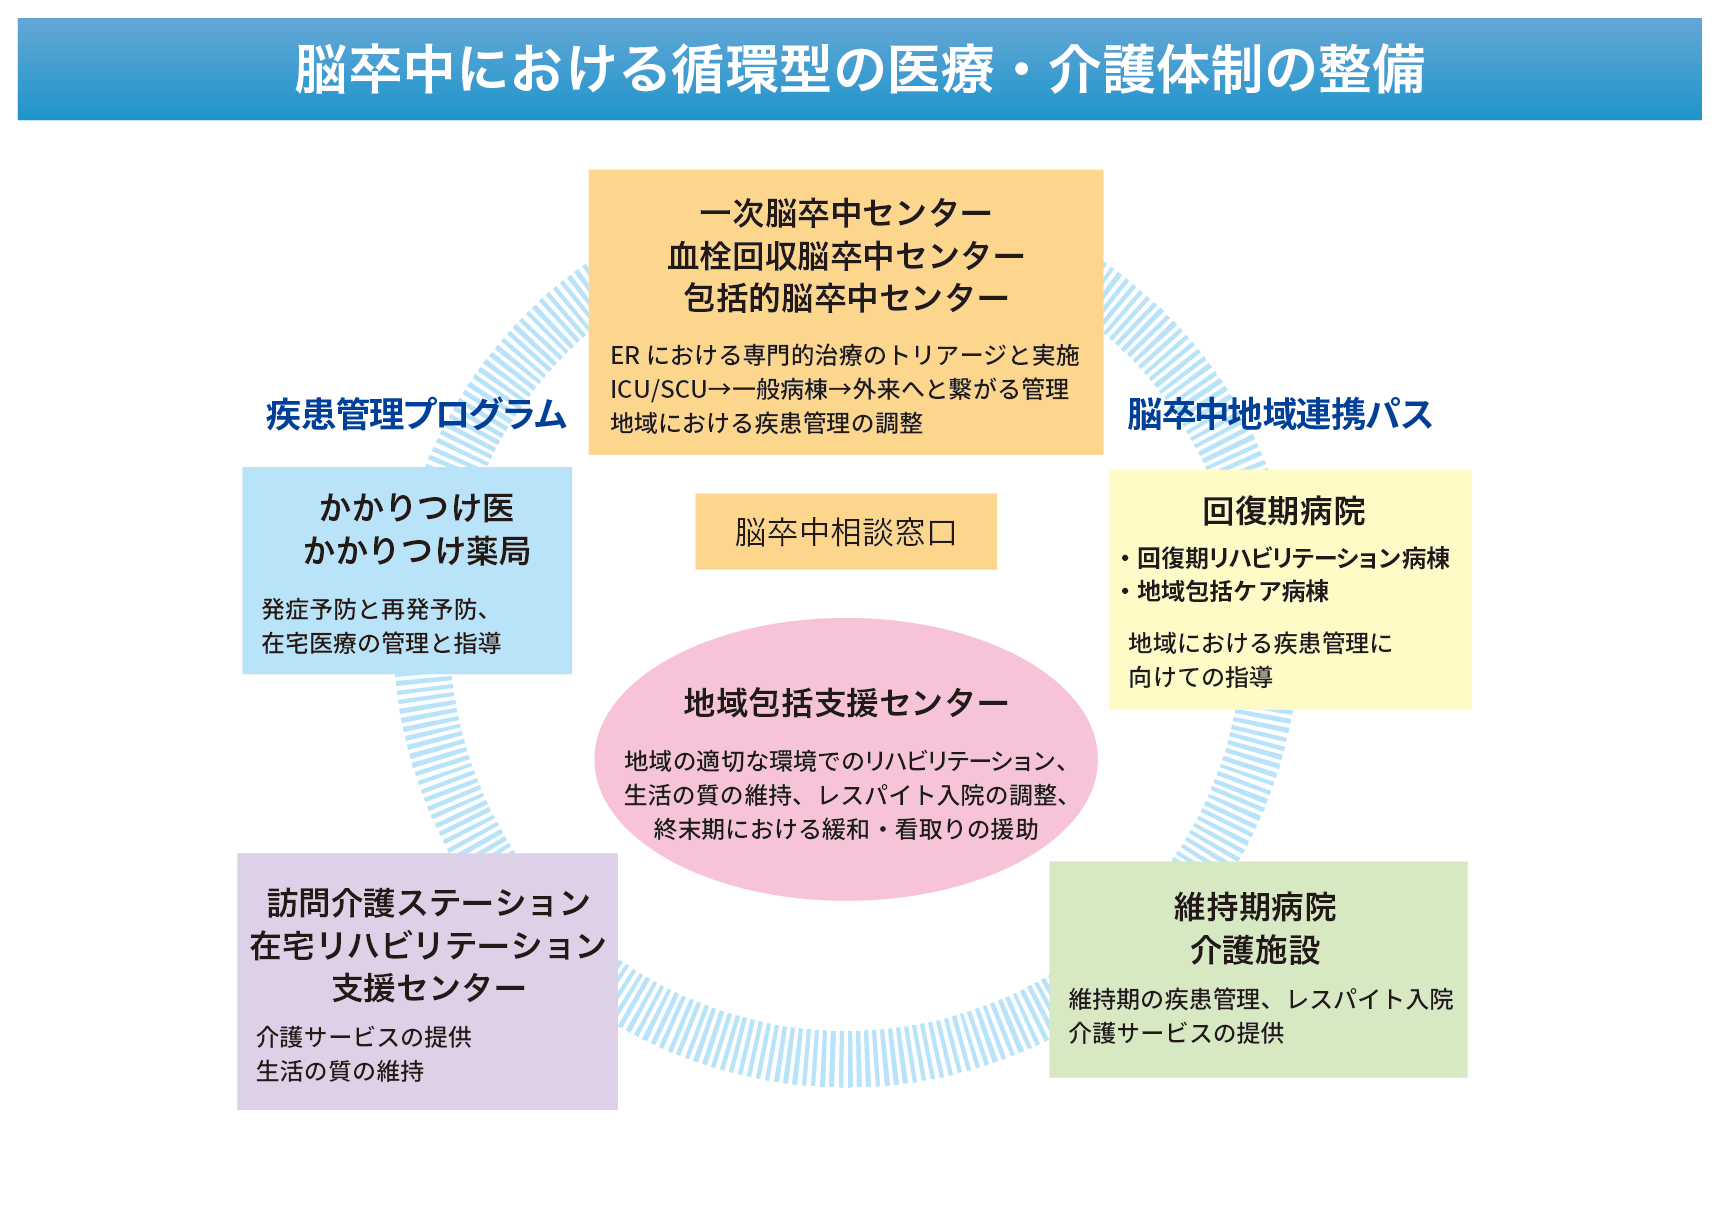 脳卒中における循環型の医療・介護体制の整備
一次脳卒中センター
血栓回収脳卒中センター
包括的脳卒中センター
ERにおける専門的治療のトリアージと実施
ICU/SCU→一般病棟→外来へと繋がる管理
地域における疾患管理の調整
疾患管理プログラム
脳卒中地域連携パス
かかりつけ医
かかりつけ薬局
発症予防と再発予防、
在宅医療の管理と指導
脳卒中相談窓口
回復期病院
・回復期リハビリテーション病棟
・地域包括ケア病棟
地域における疾患管理に
向けての指導
地域包括支援センター
地域の適切な環境でのリハビリテーション、
生活の質の維持、レスパイト入院の調整、
終末期における緩和・看取りの援助
訪問介護ステーション
在宅リハビリテーション
支援センター
介護サービスの提供
生活の質の維持
維持期病院
介護施設
維持期の疾患管理、レスパイト入院
介護サービスの提供